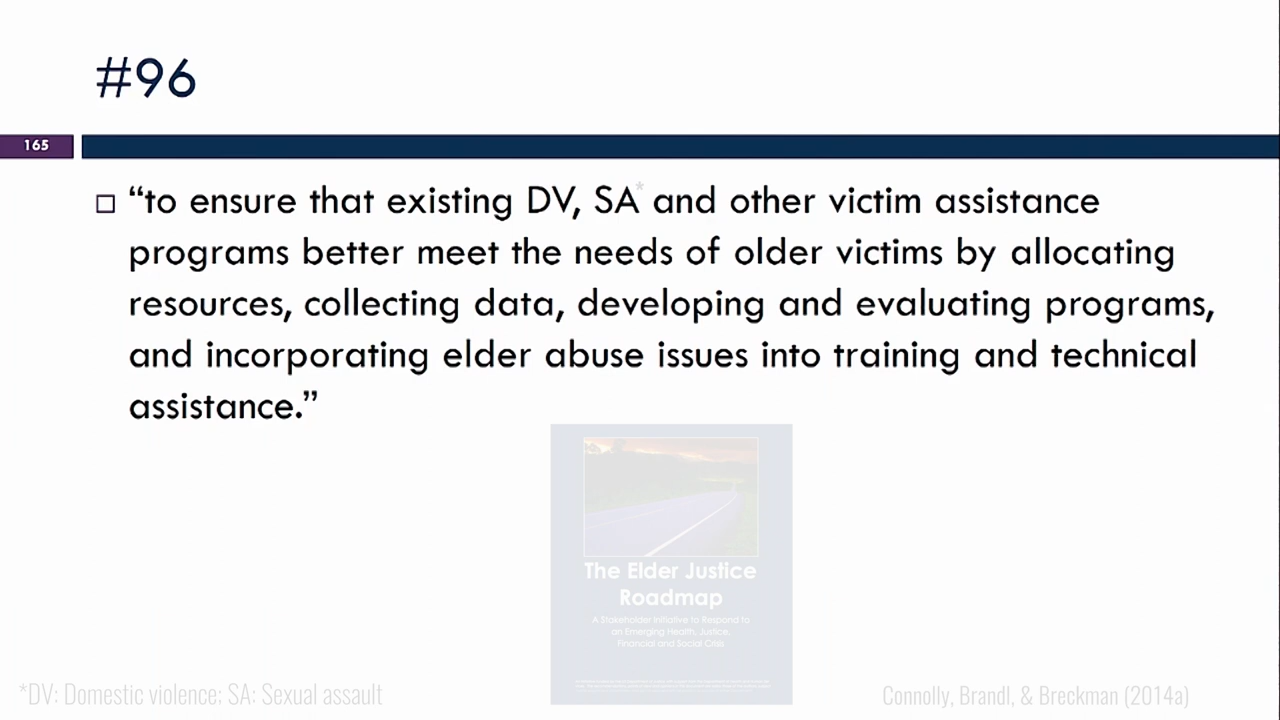 #96
165
“to ensure that existing DV, SA* and other victim assistance
programs better meet the needs of older victims by allocating
resources, collecting data, developing and evaluating programs,
and incorporating elder abuse issues into training and technical
assistance.”
The Elder Justice
Roadmap
A Stakeholder Initiative to Respond to
an Emerging Health, Justice,
Financial and Social Crisis
*DV: Domestic violence; SA: Sexual assault
Connolly, Brandl, & Breckman (2014a)